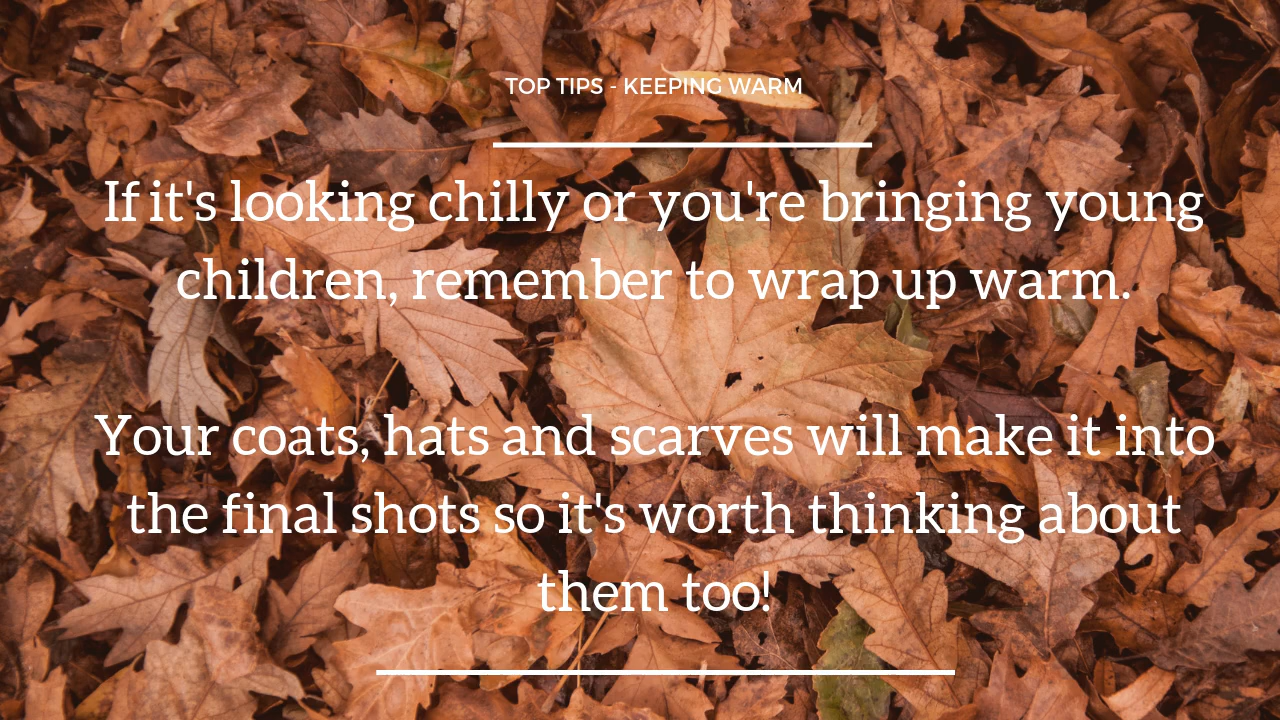 TOP TIPS - KEEPING WARM
If it's looking chilly or you're bringing young
children, remember to wrap up warm.
Your coats, hats and scarves will make it into
the final shots so it's worth thinking about
them too!